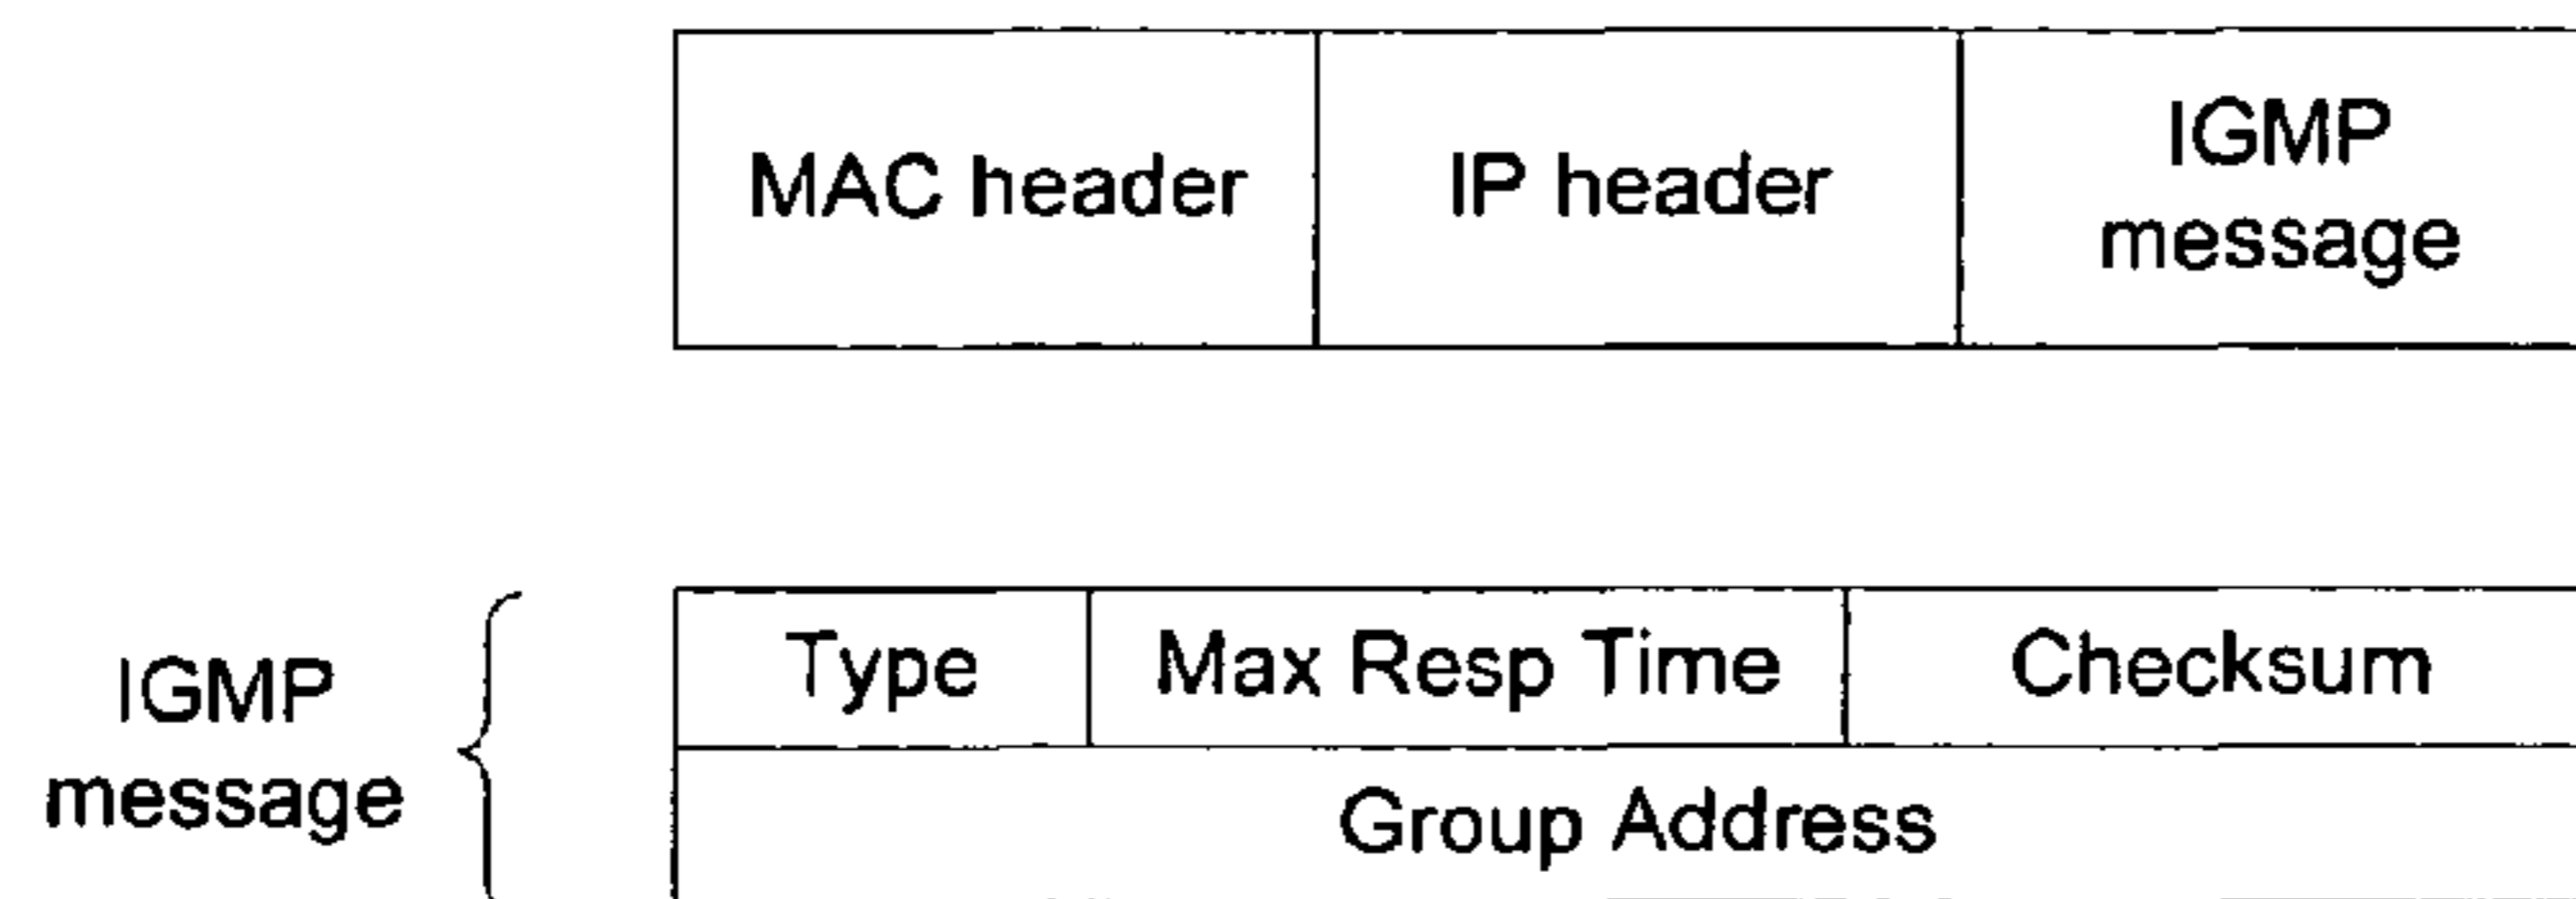 MAC header
IP header
IGMP
message
IGMP
message
Type
Max Resp Time
Checksum
Group Address